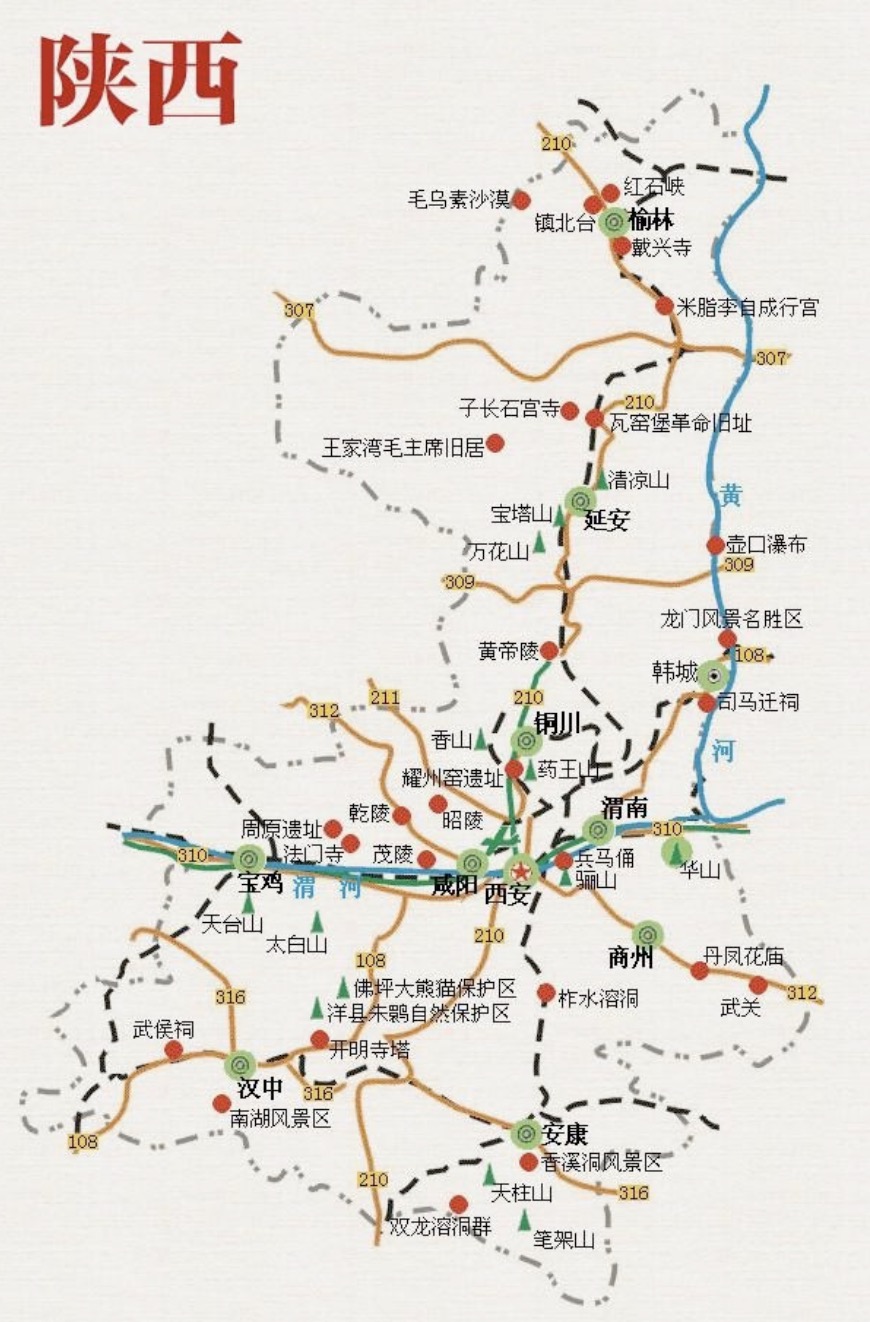 陕西
210
红石峡
毛乌素沙漠
镇北台
榆林
戴兴寺
307
米脂李自成行宫
307
210
子长石宫寺
瓦窑堡革命旧址
王家湾毛主席旧居
清凉山
黄
宝塔山
延安
万花山
壶口瀑布
309
309
龙门风景名胜区
黄帝陵
108
韩城
211
210
司马迁祠
312
铜川
香山
河
药王山
耀州窑遗址
乾陵
昭陵
渭南
周原遗址
310
310
法门寺
茂陵
兵马俑
华山
宝鸡
渭河
咸阳
西安
骊山
天台山
太白山
210
商州
108
丹凤花庙
316
佛坪大熊猫保护区
柞水溶洞
312
武关
洋县朱鹮自然保护区
武侯祠
开明寺塔
汉中
316
南湖风景区
108
安康
香溪洞风景区
210
天柱山
316
双龙溶洞群
笔架山